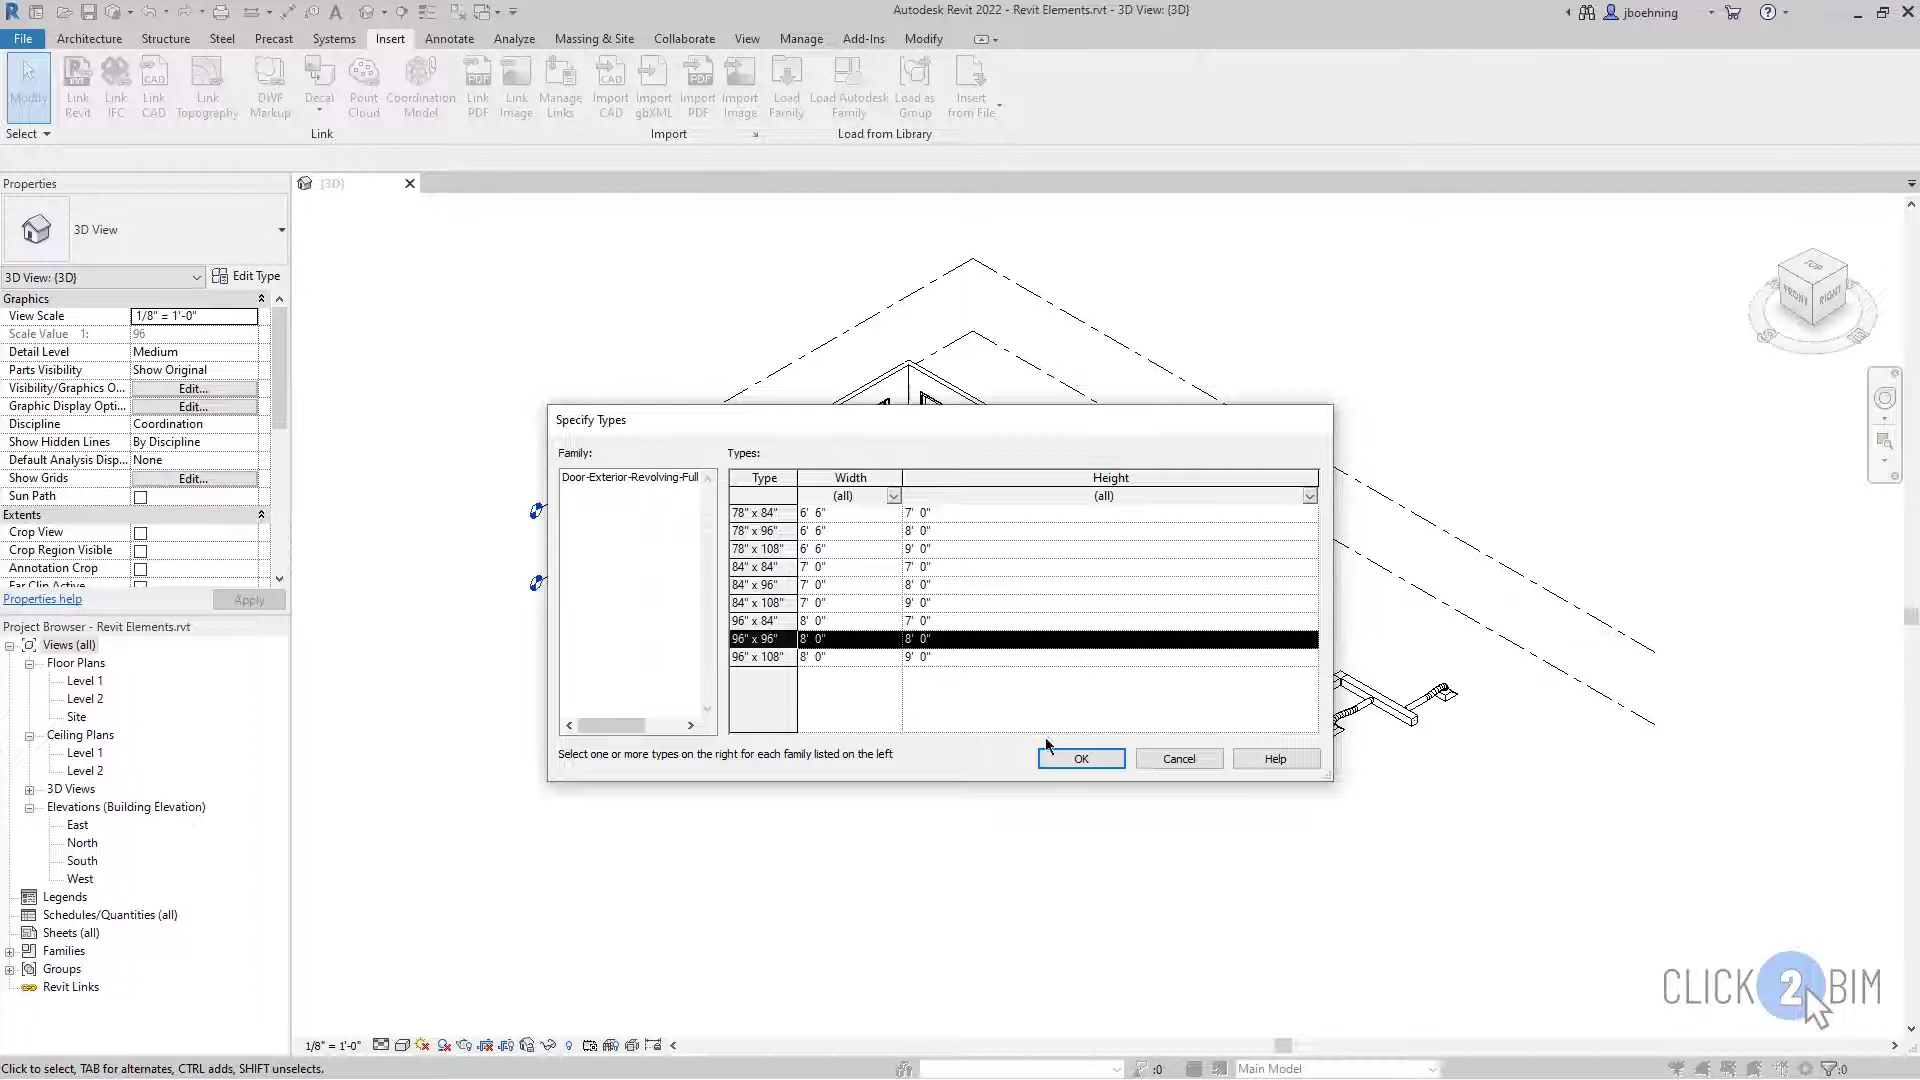 Autodesk Revit 2022 - Revit Elements.rvt - 3D View: {3D}
jboehning
File Architecture Structure Steel Precast Systems Insert Annotate Analyze Massing & Site Collaborate View Manage Add-Ins Modify
Modify
Link Revit
Link IFC
Link CAD
Link Topography
DWF Markup
Decal
Point Cloud
Coordination Model
Link PDF
Link Image
Manage Links
Import CAD
Import gbXML
Import PDF
Import Image
Load Family
Load Autodesk Family
Load as Group
Insert from File
Select
Link
Import
Load from Library
Properties
{3D}
3D View
3D View: {3D}
Edit Type
Graphics
View Scale 1/8" = 1'-0"
Scale Value 1: 96
Detail Level Medium
Parts Visibility Show Original
Visibility/Graphics O... Edit...
Graphic Display Opti... Edit...
Discipline Coordination
Show Hidden Lines By Discipline
Default Analysis Disp... None
Show Grids Edit...
Sun Path
Extents
Crop View
Crop Region Visible
Annotation Crop
Far Clip Active
Properties help
Apply
Project Browser - Revit Elements.rvt
Views (all)
Floor Plans
Level 1
Level 2
Site
Ceiling Plans
Level 1
Level 2
3D Views
Elevations (Building Elevation)
East
North
South
West
Legends
Schedules/Quantities (all)
Sheets (all)
Families
Groups
Revit Links
TOP
FRONT
RIGHT
S
E
Specify Types
Family:
Types:
Door-Exterior-Revolving-Full
Type Width Height
(all) (all)
78" x 84" 6' 6" 7' 0"
78" x 96" 6' 6" 8' 0"
78" x 108" 6' 6" 9' 0"
84" x 84" 7' 0" 7' 0"
84" x 96" 7' 0" 8' 0"
84" x 108" 7' 0" 9' 0"
96" x 84" 8' 0" 7' 0"
96" x 96" 8' 0" 8' 0"
96" x 108" 8' 0" 9' 0"
Select one or more types on the right for each family listed on the left
OK
Cancel
Help
CLICK 2 BIM
1/8" = 1'-0"
Click to select, TAB for alternates, CTRL adds, SHIFT unselects.
:0
Main Model
:0